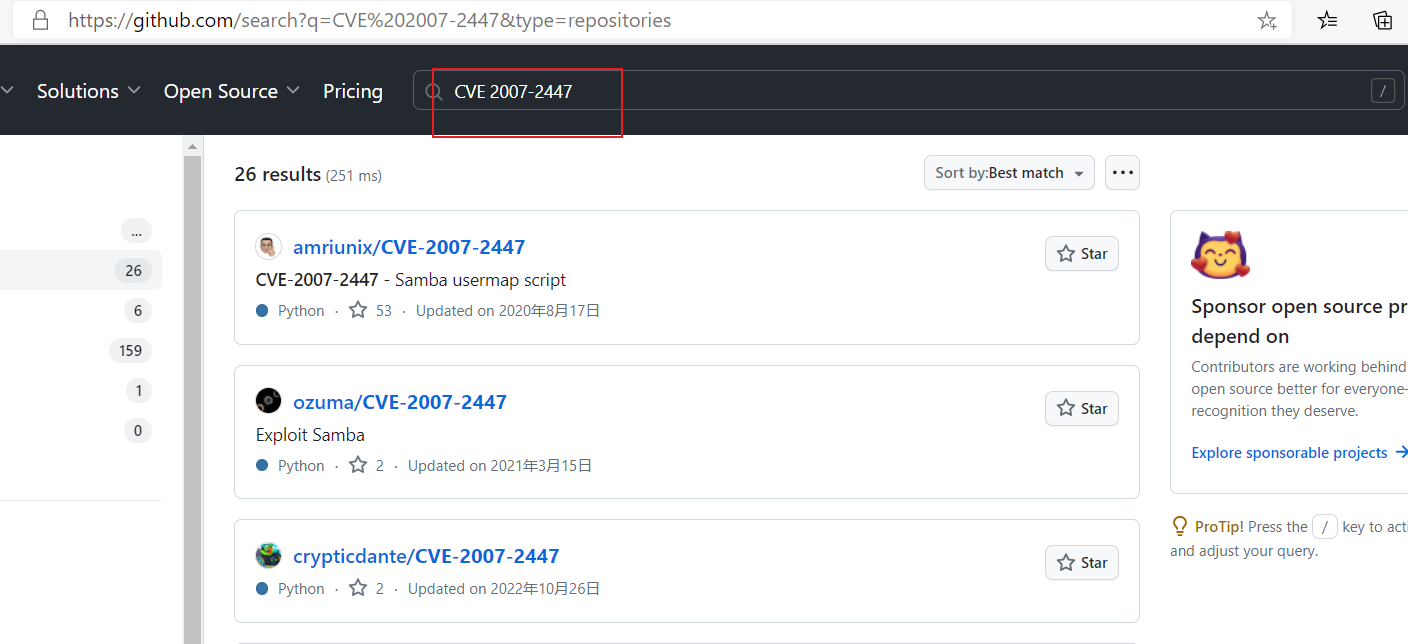 https://github.com/search?q=CVE%202007-2447&type=repositories
Solutions
Open Source
Pricing
CVE 2007-2447
/
26 results (251 ms)
Sort by:Best match
...
26
6
159
1
0
amriunix/CVE-2007-2447
Star
CVE-2007-2447 - Samba usermap script
Python · 53 · Updated on 2020年8月17日
ozuma/CVE-2007-2447
Star
Exploit Samba
Python · 2 · Updated on 2021年3月15日
crypticdante/CVE-2007-2447
Star
Python · 2 · Updated on 2022年10月26日
Sponsor open source pr
depend on
Contributors are working behind
open source better for everyone-
recognition they deserve.
Explore sponsorable projects →
ProTip! Press the / key to acti
and adjust your query.